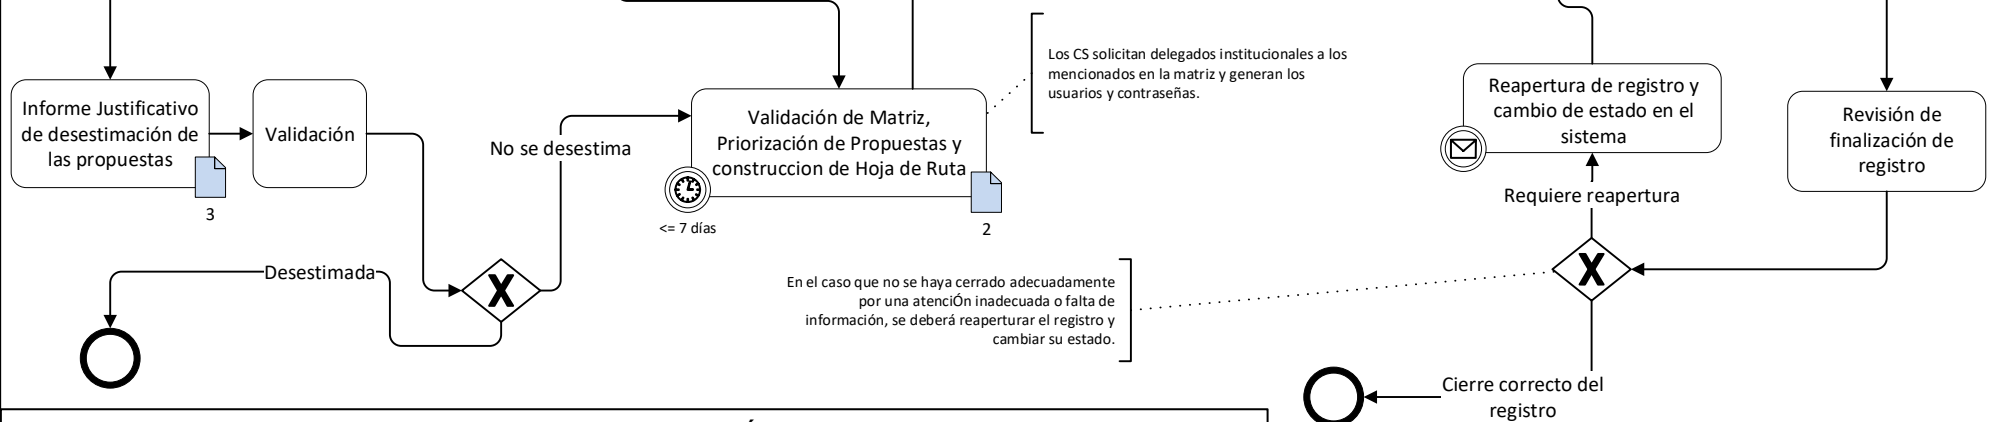 Informe Justificativo
de desestimación de
las propuestas
3
Validación
No se desestima
Desestimada
Validación de Matriz,
Priorización de Propuestas y
construccion de Hoja de Ruta
<= 7 días
2
Los CS solicitan delegados institucionales a los
mencionados en la matriz y generan los
usuarios y contraseñas.
En el caso que no se haya cerrado adecuadamente
por una atenciÓn inadecuada o falta de
información, se deberá reaperturar el registro y
cambiar su estado.
Reapertura de registro y
cambio de estado en el
sistema
Requiere reapertura
X
X
Revisión de
finalización de
registro
Cierre correcto del
registro